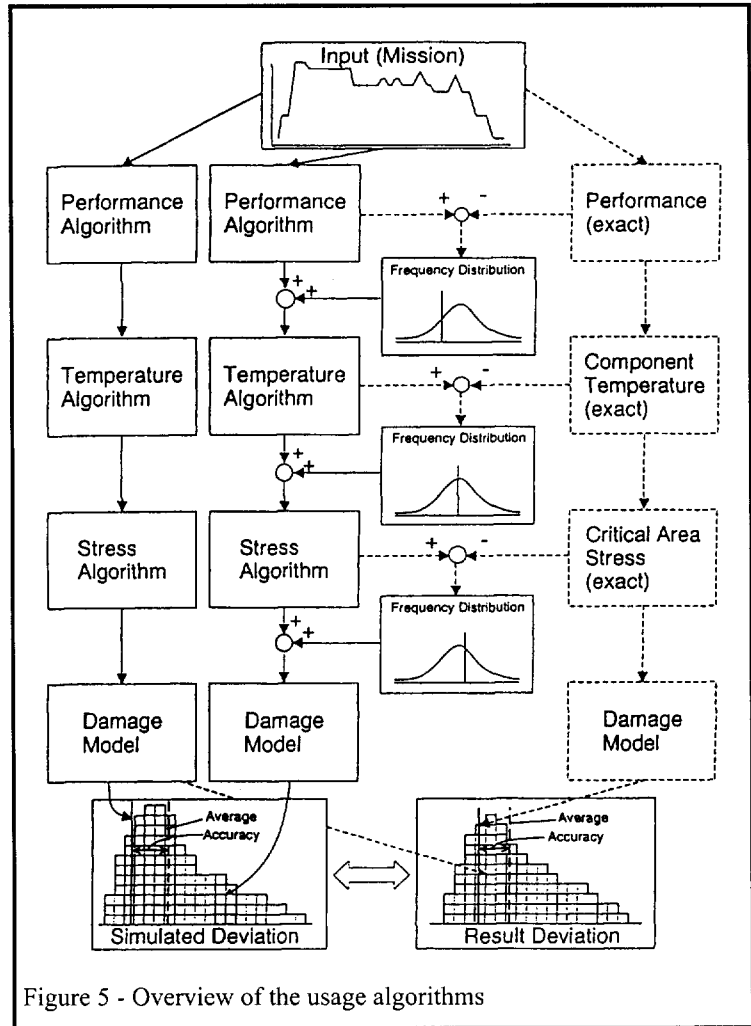 Input (Mission)
Performance
Algorithm
Performance
Algorithm
+
-
Performance
(exact)
+
+
Frequency Distribution
Temperature
Algorithm
Temperature
Algorithm
+
-
Component
Temperature
(exact)
+
+
Frequency Distribution
Stress
Algorithm
Stress
Algorithm
+
-
Critical Area
Stress
(exact)
+
+
Frequency Distribution
Damage
Model
Damage
Model
Damage
Model
Average
Accuracy
Simulated Deviation
Average
Accuracy
Result Deviation
Figure 5 - Overview of the usage algorithms